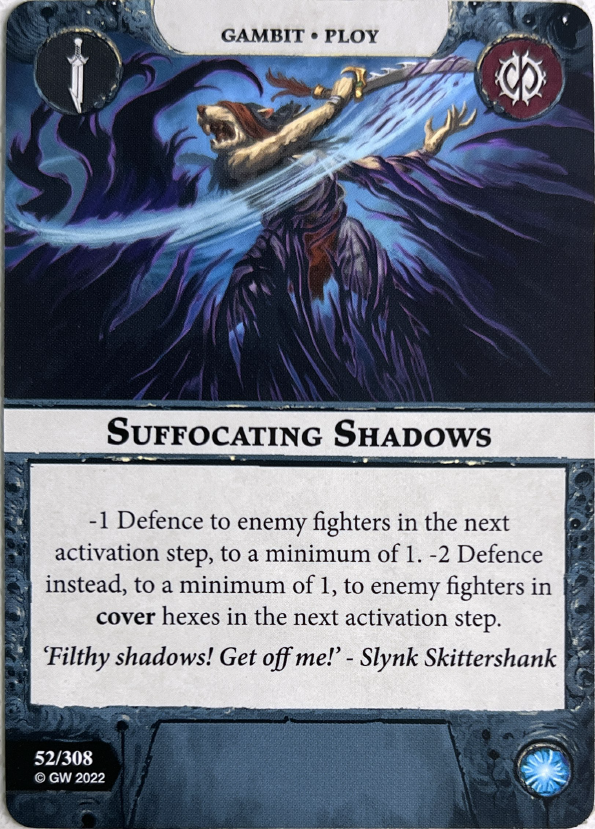 GAMBIT • PLOY
SUFFOCATING SHADOWS
-1 Defence to enemy fighters in the next
activation step, to a minimum of 1. -2 Defence
instead, to a minimum of 1, to enemy fighters in
cover hexes in the next activation step.
‘Filthy shadows! Get off me!’ - Slynk Skittershank
52/308
© GW 2022